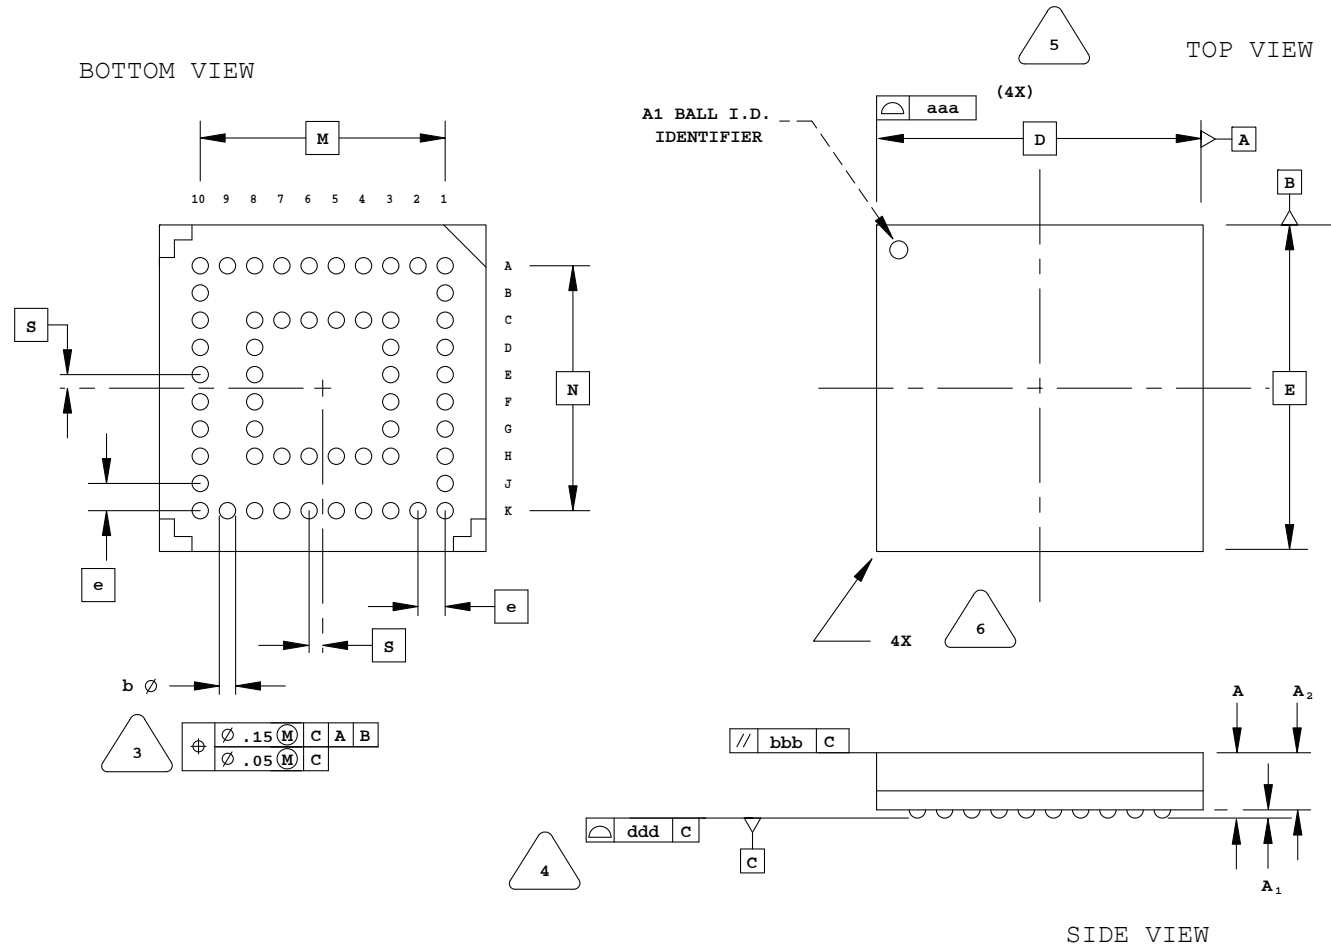 BOTTOM VIEW
M
10 9 8 7 6 5 4 3 2 1
A
B
C
D
E
F
G
H
J
K
S
N
e
e
S
b ⌀
3
⌖ ⌀ .15 Ⓜ C A B
⌀ .05 Ⓜ C
5
TOP VIEW
(4X)
⌓ aaa
A1 BALL I.D.
IDENTIFIER
D
A
B
E
4X
6
A
A₂
// bbb C
⌓ ddd C
C
4
A₁
SIDE VIEW